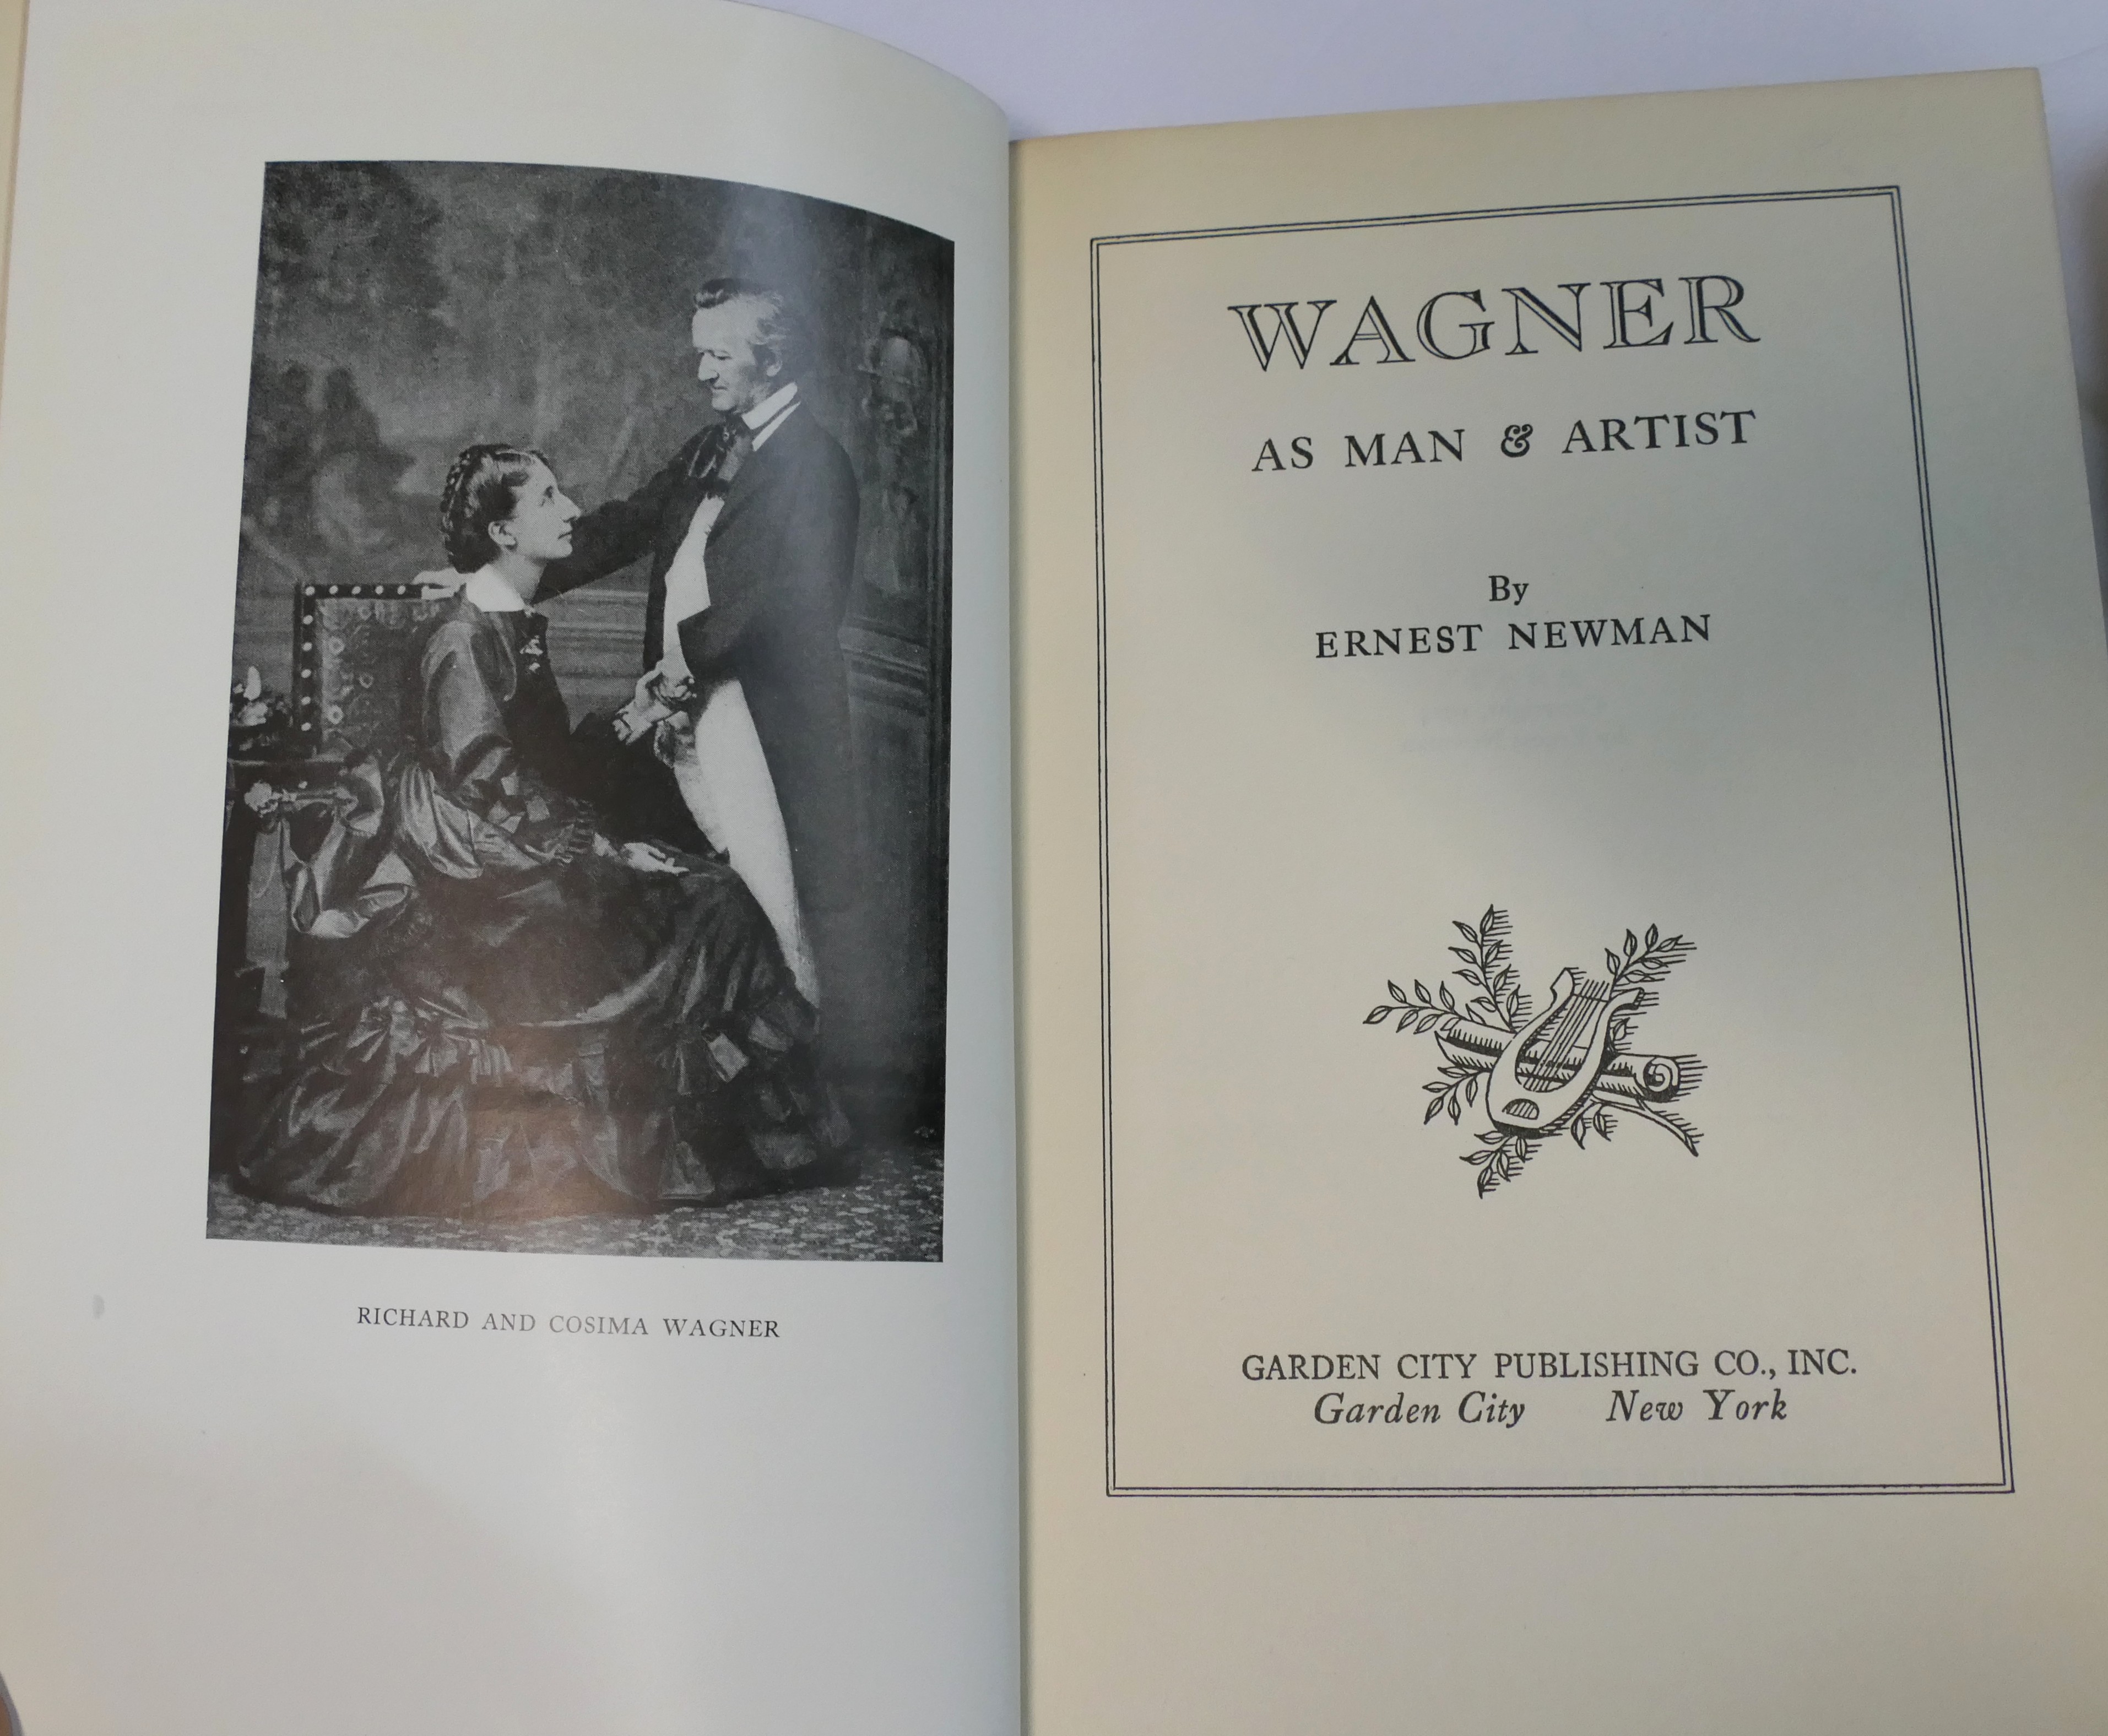 RICHARD AND COSIMA WAGNER
WAGNER
AS MAN & ARTIST
By
ERNEST NEWMAN
GARDEN CITY PUBLISHING CO., INC.
Garden City New York